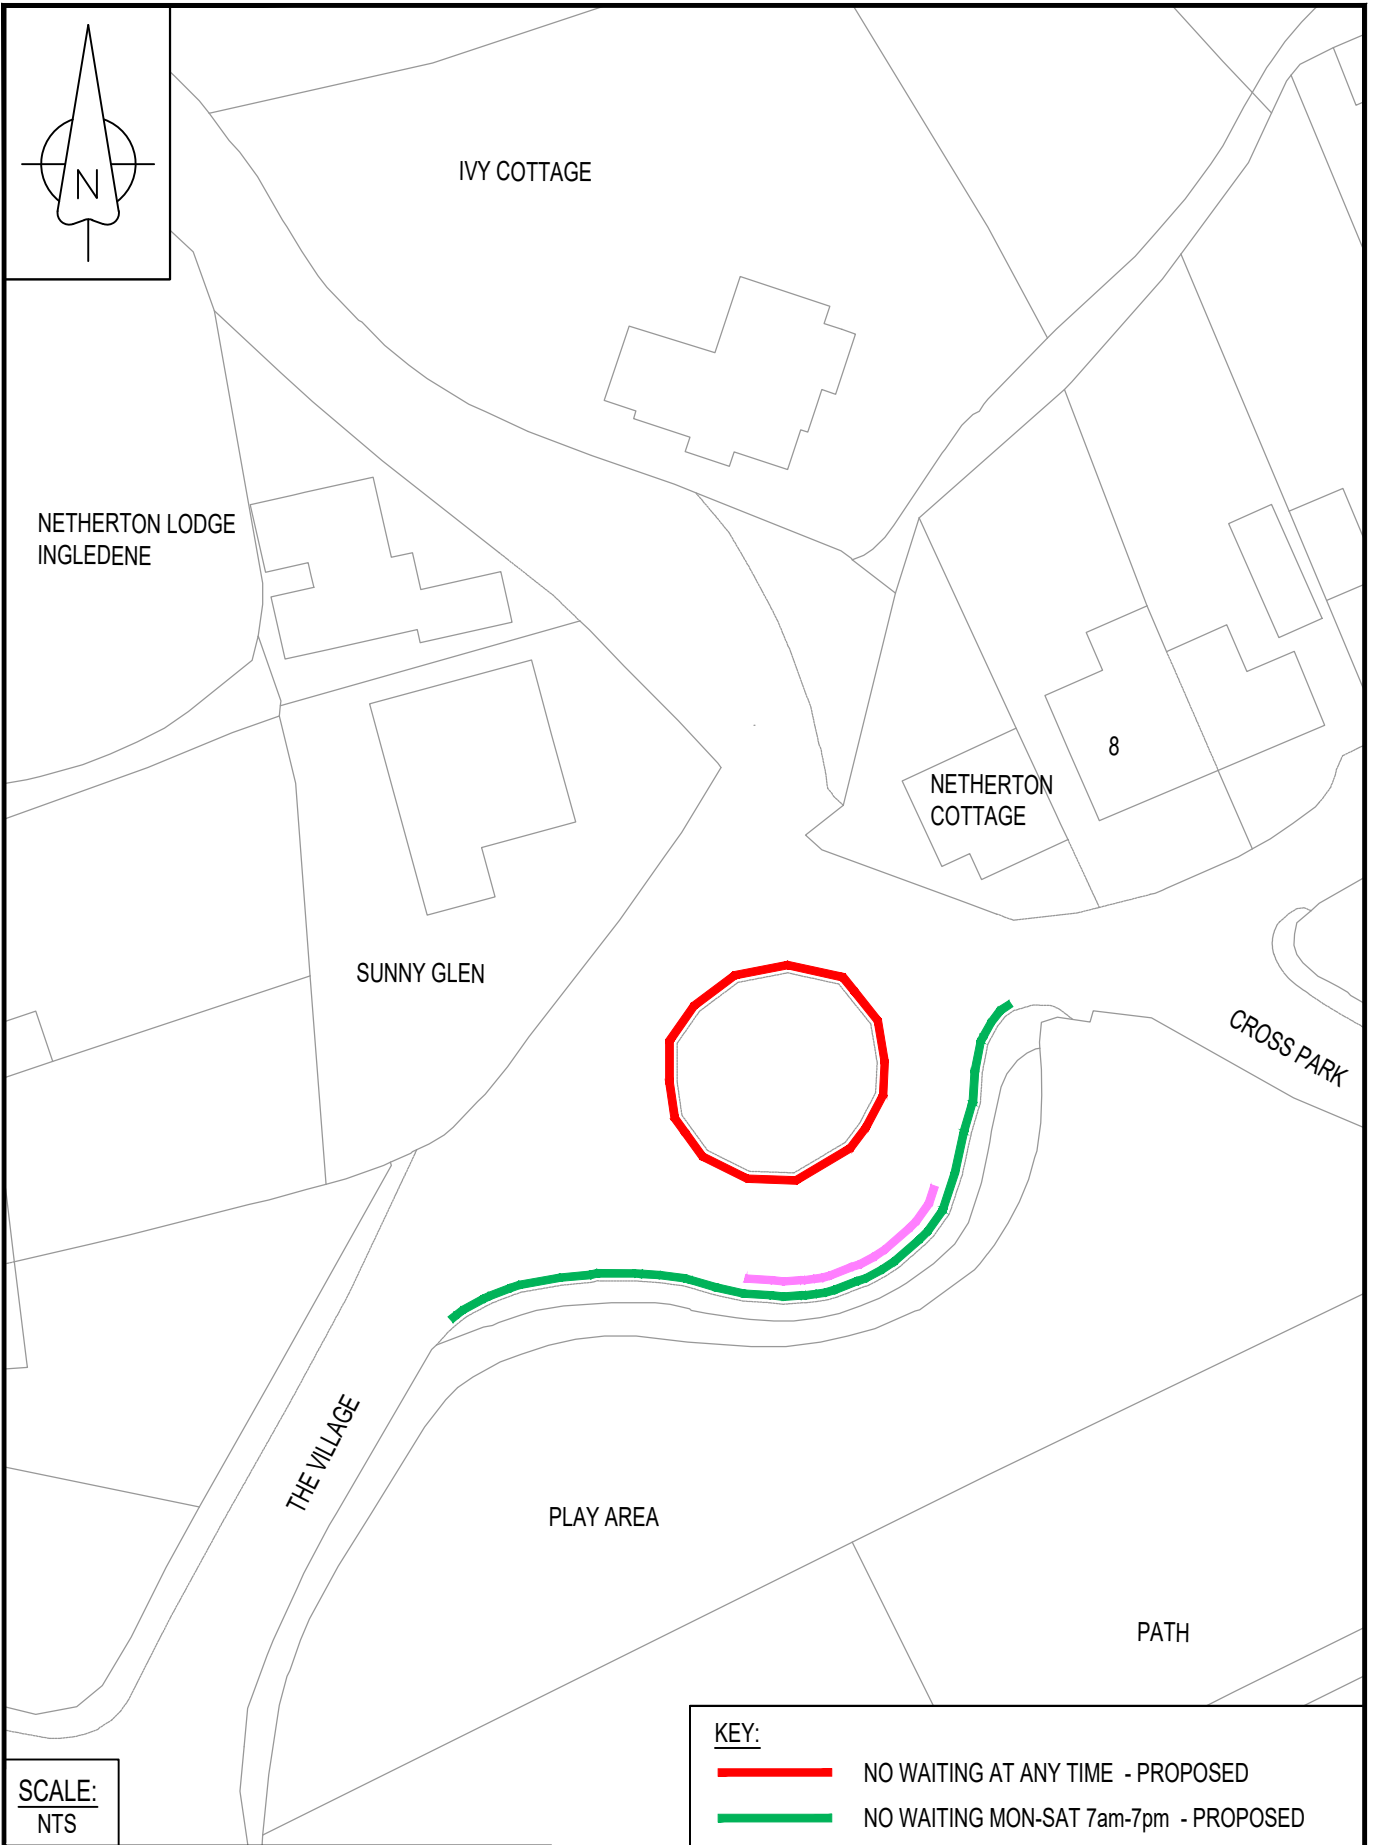 N
IVY COTTAGE
NETHERTON LODGE
INGLEDENE
8
NETHERTON
COTTAGE
SUNNY GLEN
CROSS PARK
THE VILLAGE
PLAY AREA
PATH
KEY:
NO WAITING AT ANY TIME - PROPOSED
NO WAITING MON-SAT 7am-7pm - PROPOSED
SCALE:
NTS